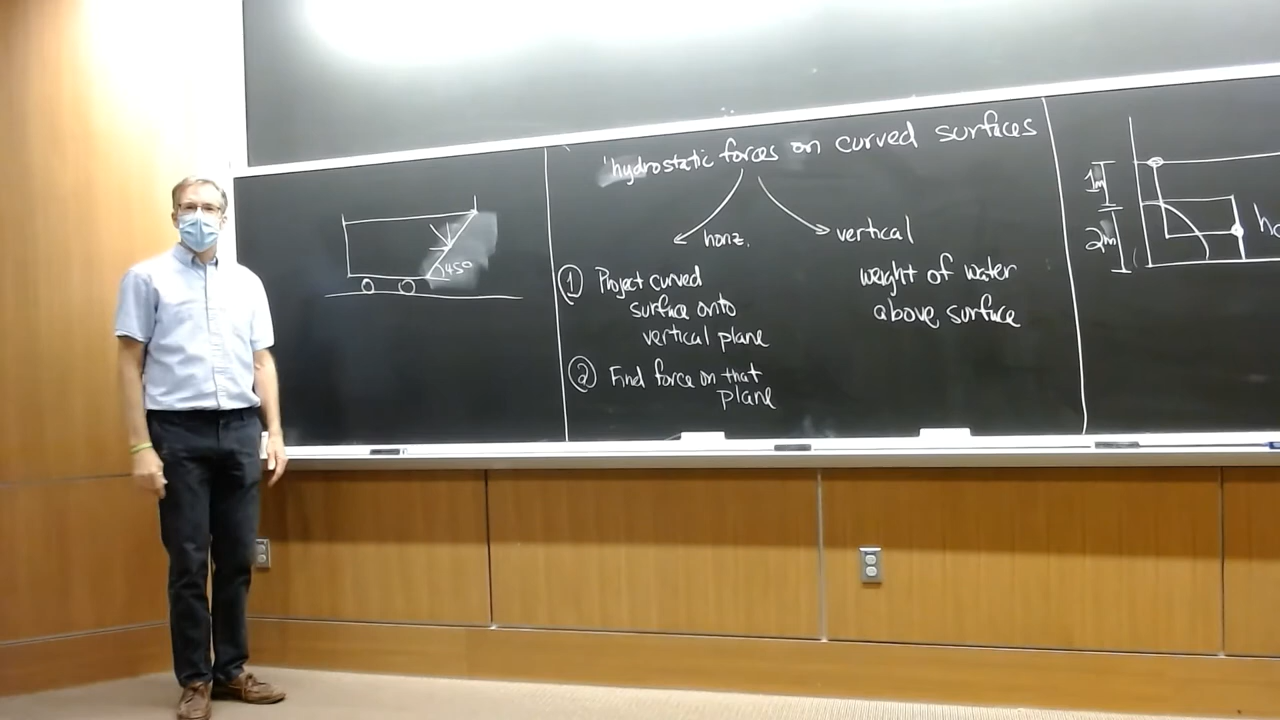 45°
hydrostatic forces on curved surfaces
horiz.
vertical
① Project curved
surface onto
vertical plane
② Find force on that
plane
weight of water
above surface
1m
2m